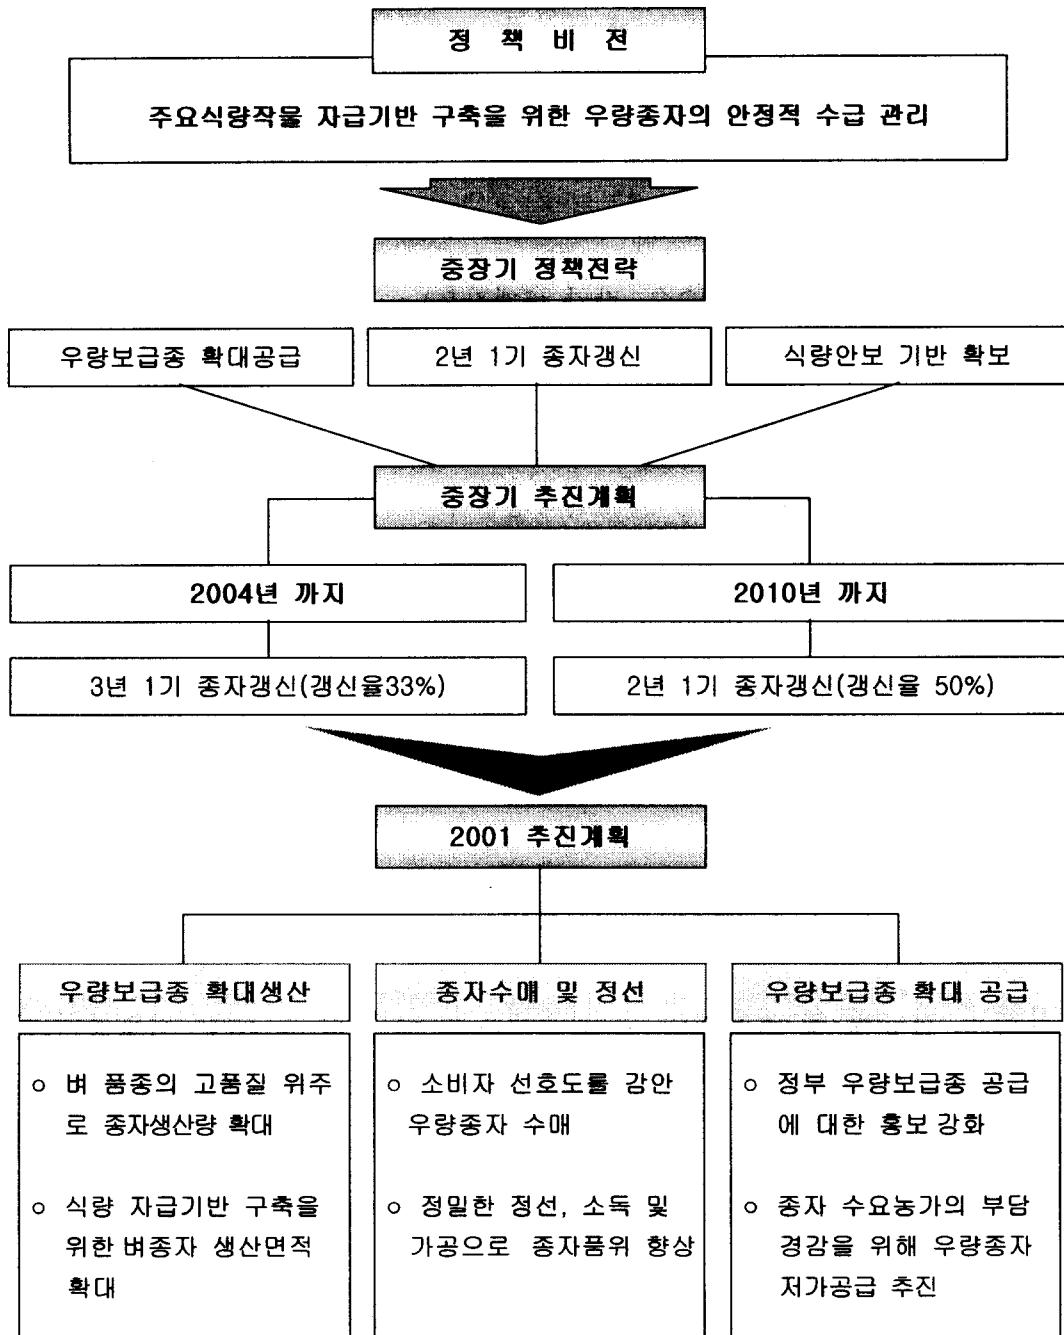 정 책 비 전
주요식량작물 자급기반 구축을 위한 우량종자의 안정적 수급 관리
중장기 정책전략
우량보급종 확대공급
2년 1기 종자갱신
식량안보 기반 확보
중장기 추진계획
2004년 까지
2010년 까지
3년 1기 종자갱신(갱신율33%)
2년 1기 종자갱신(갱신율 50%)
2001 추진계획
우량보급종 확대생산
종자수매 및 정선
우량보급종 확대 공급
○ 벼 품종의 고품질 위주
로 종자생산량 확대
○ 식량 자급기반 구축을
위한 벼종자 생산면적
확대
○ 소비자 선호도를 감안
우량종자 수매
○ 정밀한 정선, 소독 및
가공으로 종자품위 향상
○ 정부 우량보급종 공급
에 대한 홍보 강화
○ 종자 수요농가의 부담
경감을 위해 우량종자
저가공급 추진